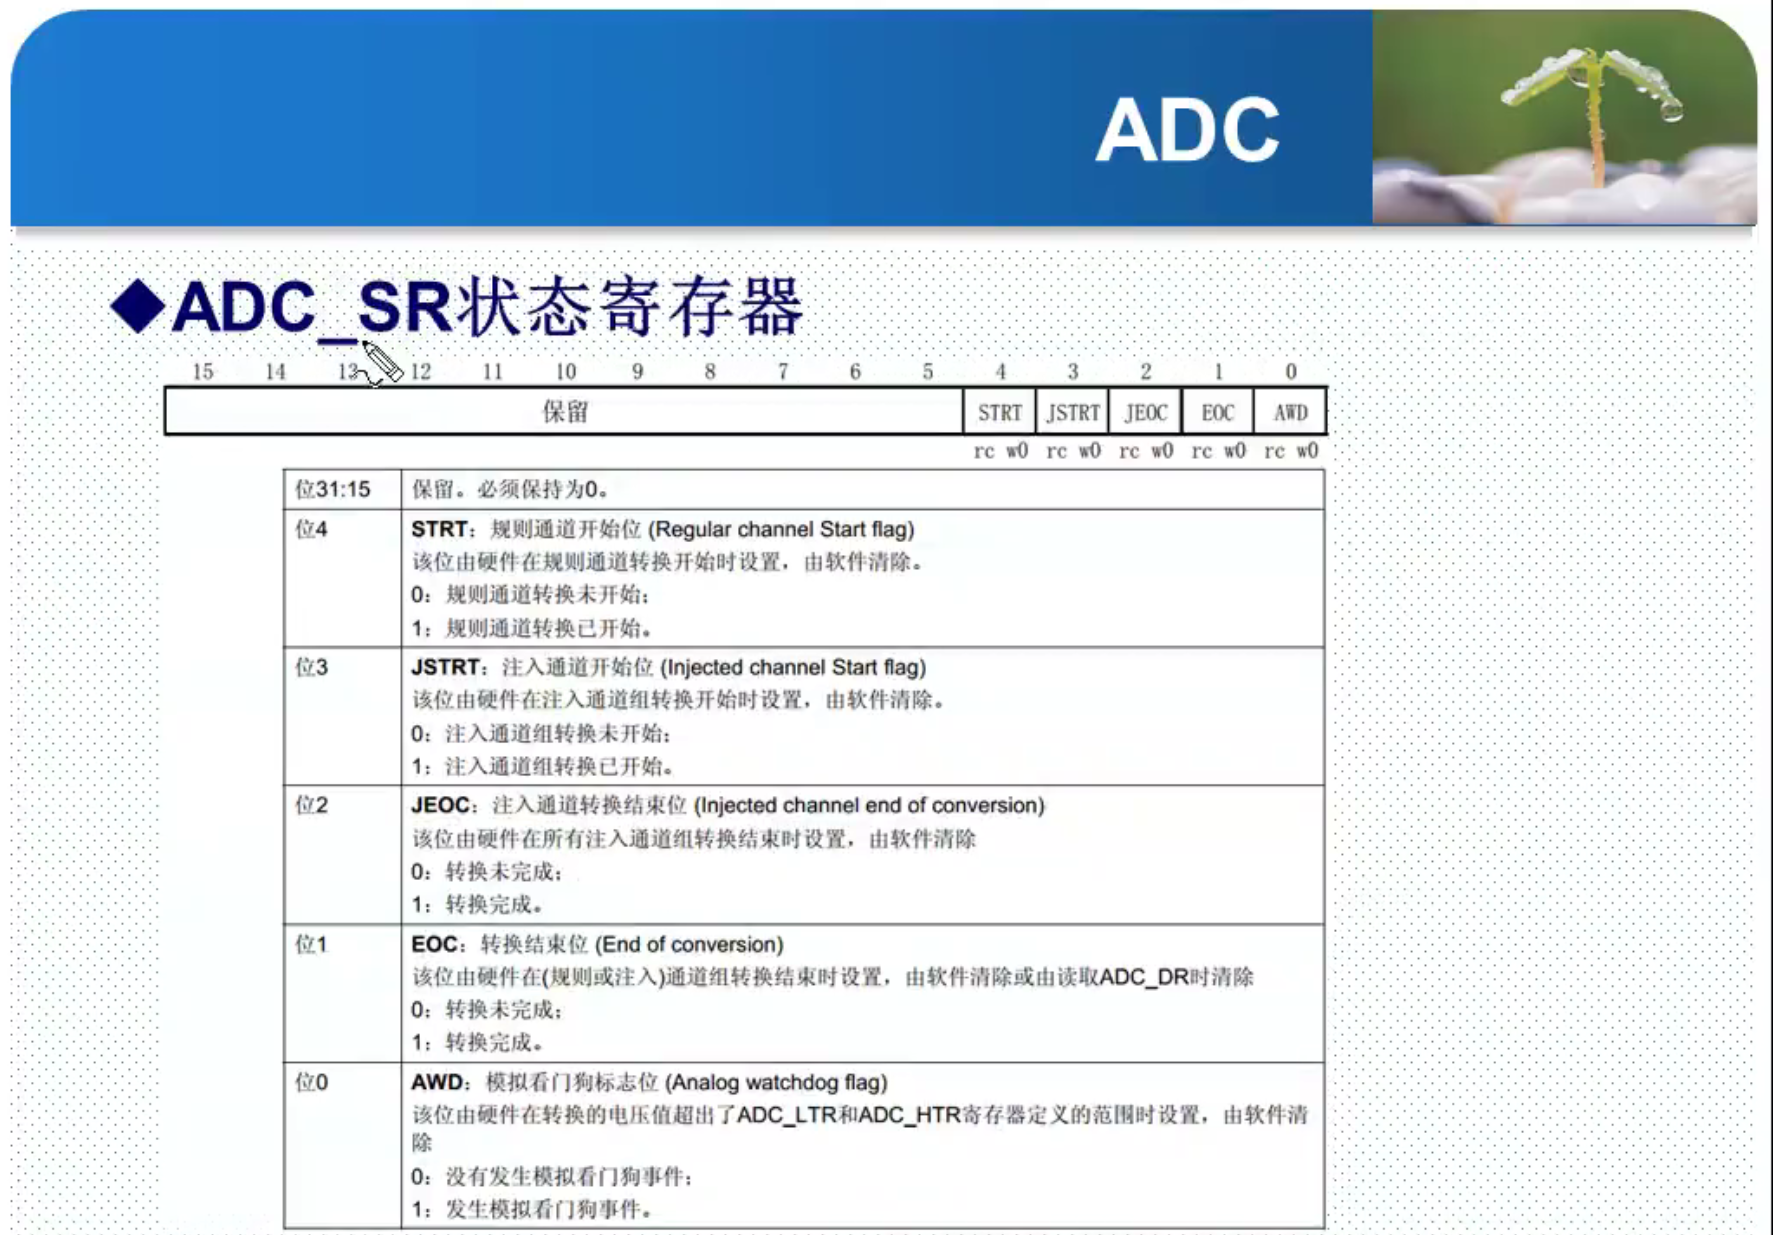 ADC
◆ADC_SR状态寄存器
15 14 13 12 11 10 9 8 7 6 5 4 3 2 1 0
保留 STRT JSTRT JEOC EOC AWD
rc w0 rc w0 rc w0 rc w0 rc w0
位31:15 保留。必须保持为0。
位4 STRT：规则通道开始位 (Regular channel Start flag)
该位由硬件在规则通道转换开始时设置，由软件清除。
0：规则通道转换未开始；
1：规则通道转换已开始。
位3 JSTRT：注入通道开始位 (Injected channel Start flag)
该位由硬件在注入通道组转换开始时设置，由软件清除。
0：注入通道组转换未开始；
1：注入通道组转换已开始。
位2 JEOC：注入通道转换结束位 (Injected channel end of conversion)
该位由硬件在所有注入通道组转换结束时设置，由软件清除
0：转换未完成；
1：转换完成。
位1 EOC：转换结束位 (End of conversion)
该位由硬件在(规则或注入)通道组转换结束时设置，由软件清除或由读取ADC_DR时清除
0：转换未完成；
1：转换完成。
位0 AWD：模拟看门狗标志位 (Analog watchdog flag)
该位由硬件在转换的电压值超出了ADC_LTR和ADC_HTR寄存器定义的范围时设置，由软件清
除
0：没有发生模拟看门狗事件；
1：发生模拟看门狗事件。